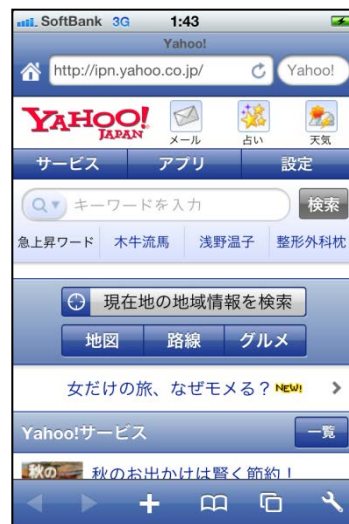 SoftBank 3G 1:43
Yahoo!
http://ipn.yahoo.co.jp/ Yahoo!
YAHOO! JAPAN
メール 占い 天気
サービス アプリ 設定
キーワードを入力 検索
急上昇ワード 木牛流馬 浅野温子 整形外科枕
現在地の地域情報を検索
地図 路線 グルメ
女だけの旅、なぜモメる? NEW!
Yahoo!サービス 一覧
秋の 秋のお出かけは賢く節約!